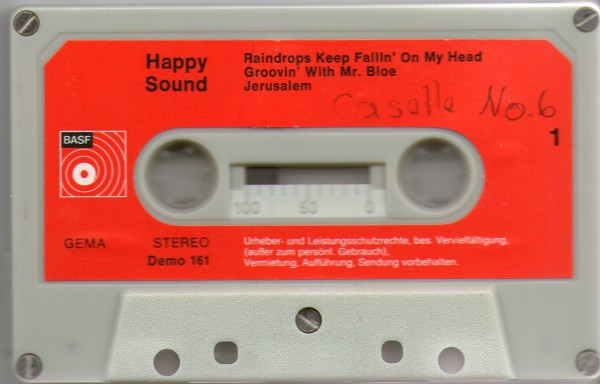 Happy
Sound
Raindrops Keep Fallin' On My Head
Groovin' With Mr. Bloe
Jerusalem
Caselle No. 6
1
BASF
100 50 0
GEMA
STEREO
Demo 161
Urheber- und Leistungsschutzrechte, bes. Vervielfältigung,
(außer zum persönl. Gebrauch),
Vermietung, Aufführung, Sendung vorbehalten.